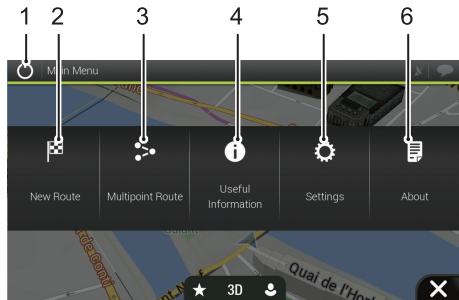 1 2 3 4 5 6
Main Menu
New Route
Multipoint Route
Useful
Information
Settings
About
3D
Quai de l'Ho